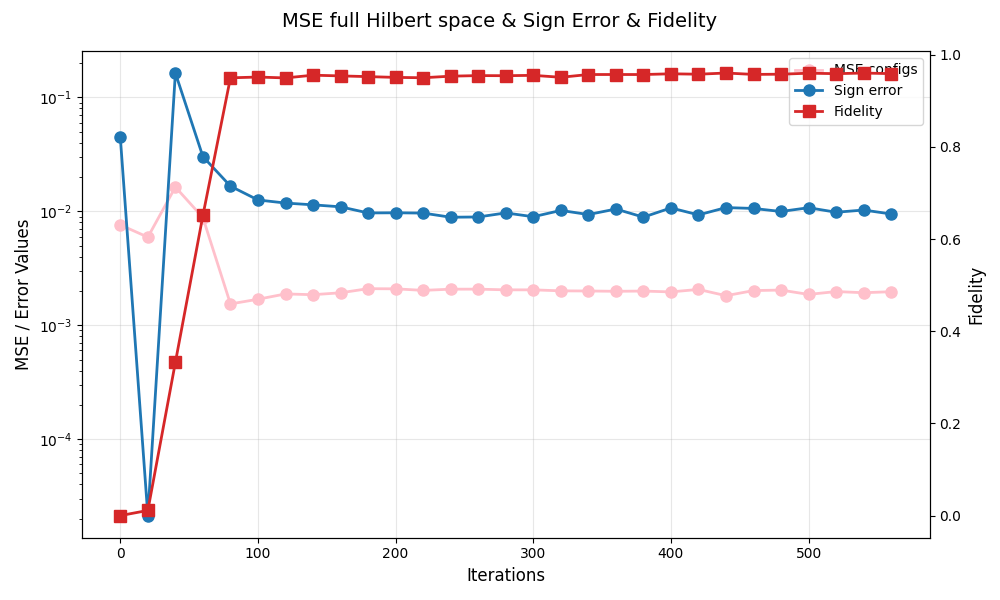 MSE full Hilbert space & Sign Error & Fidelity
MSE configs
Sign error
Fidelity
MSE / Error Values
10⁻¹
10⁻²
10⁻³
10⁻⁴
1.0
0.8
0.6
0.4
0.2
0.0
Fidelity
0 100 200 300 400 500
Iterations